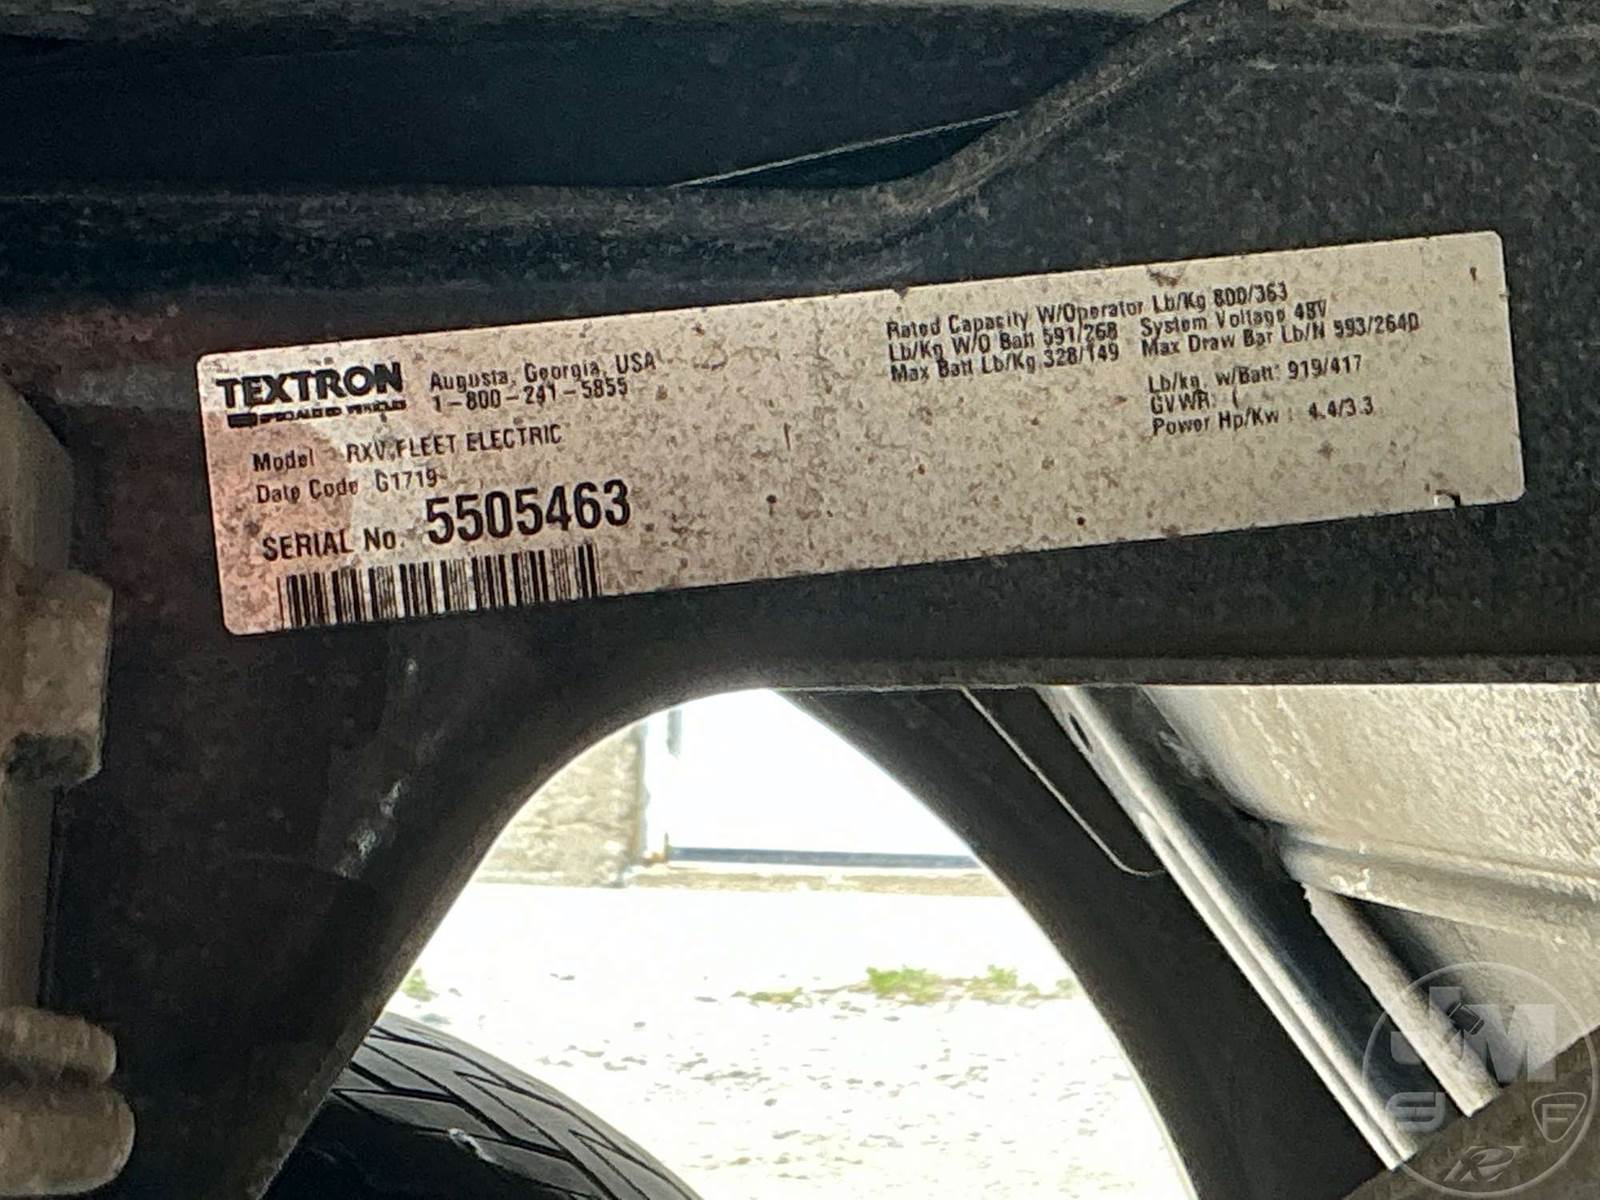 TEXTRON
SPECIALIZED VEHICLES
Augusta, Georgia, USA
1-800-241-5855
Model RXV FLEET ELECTRIC
Date Code G1719
SERIAL No. 5505463
Rated Capacity W/Operator Lb/Kg 800/363
Lb/Kg W/O Batt 591/268 System Voltage 48V
Max Batt Lb/Kg 328/149 Max Draw Bar Lb/N 593/2640
Lb/kg. w/Batt: 919/417
GVWR: (
Power Hp/Kw : 4.4/3.3
JM
S F
R